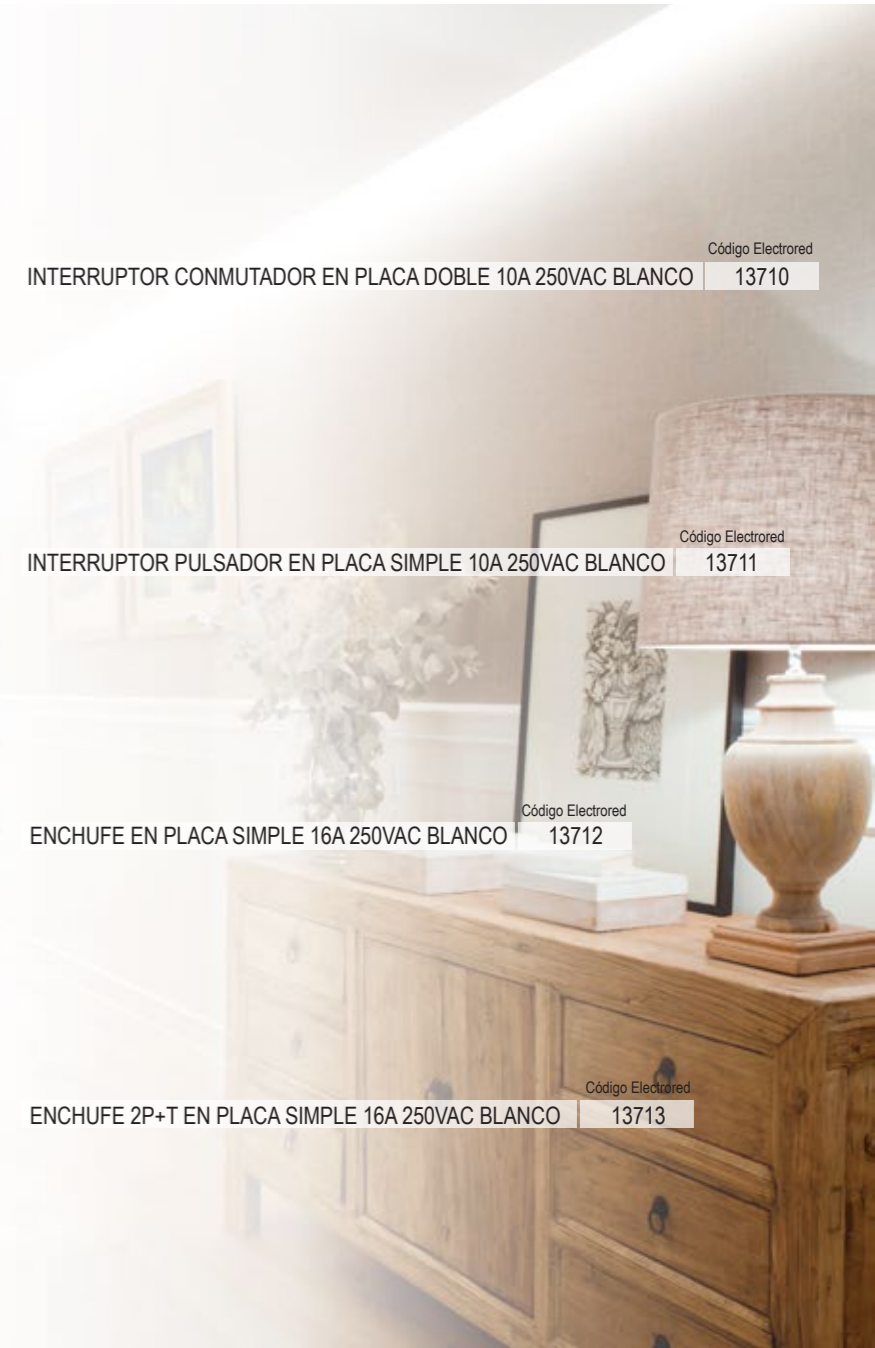 Código Electrored
INTERRUPTOR CONMUTADOR EN PLACA DOBLE 10A 250VAC BLANCO 13710
Código Electrored
INTERRUPTOR PULSADOR EN PLACA SIMPLE 10A 250VAC BLANCO 13711
Código Electrored
ENCHUFE EN PLACA SIMPLE 16A 250VAC BLANCO 13712
Código Electrored
ENCHUFE 2P+T EN PLACA SIMPLE 16A 250VAC BLANCO 13713